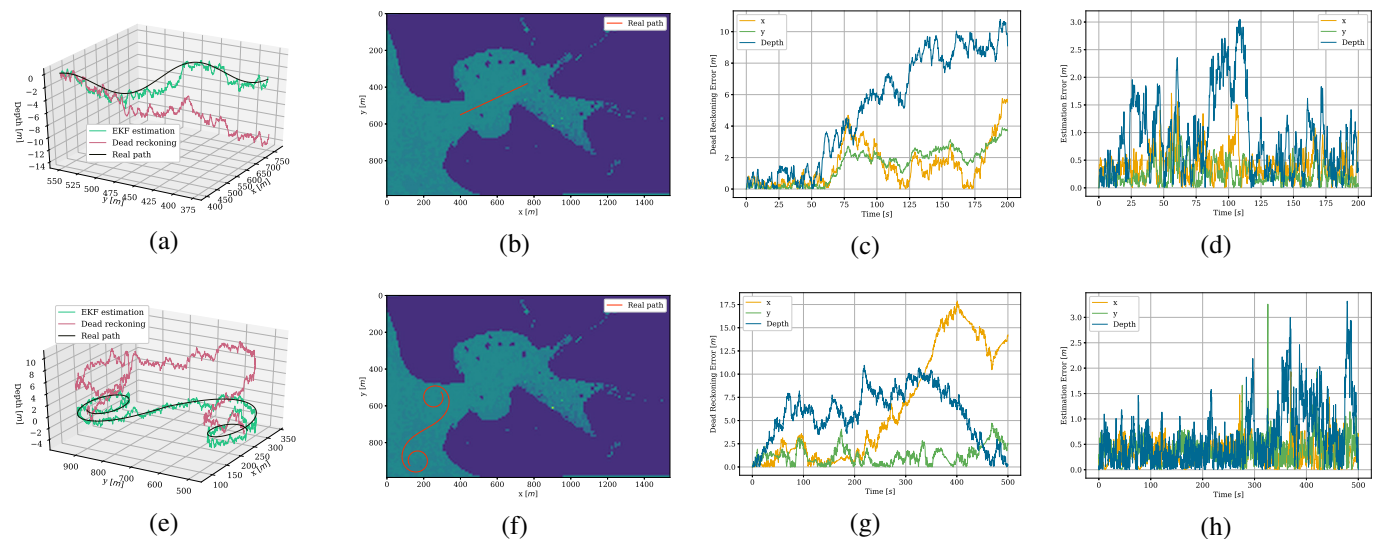 0
−2
−4
−6
−8
−10
−12
−14
Depth [m]
EKF estimation
Dead reckoning
Real path
550
525
500
475
450
425
400
375
y [m]
400
450
500
550
600
650
700
750
x [m]
(a)
Real path
0
200
400
600
800
y [m]
0 200 400 600 800 1000 1200 1400
x [m]
(b)
x
y
Depth
10
8
6
4
2
0
Dead Reckoning Error [m]
0 25 50 75 100 125 150 175 200
Time [s]
(c)
x
y
Depth
3.0
2.5
2.0
1.5
1.0
0.5
0.0
Estimation Error [m]
0 25 50 75 100 125 150 175 200
Time [s]
(d)
EKF estimation
Dead reckoning
Real path
10
8
6
4
2
0
−2
−4
Depth [m]
900
800
700
600
500
y [m]
100
150
200
250
300
350
x [m]
(e)
Real path
0
200
400
600
800
y [m]
0 200 400 600 800 1000 1200 1400
x [m]
(f)
x
y
Depth
17.5
15.0
12.5
10.0
7.5
5.0
2.5
0.0
Dead Reckoning Error [m]
0 100 200 300 400 500
Time [s]
(g)
x
y
Depth
3.0
2.5
2.0
1.5
1.0
0.5
0.0
Estimation Error [m]
0 100 200 300 400 500
Time [s]
(h)